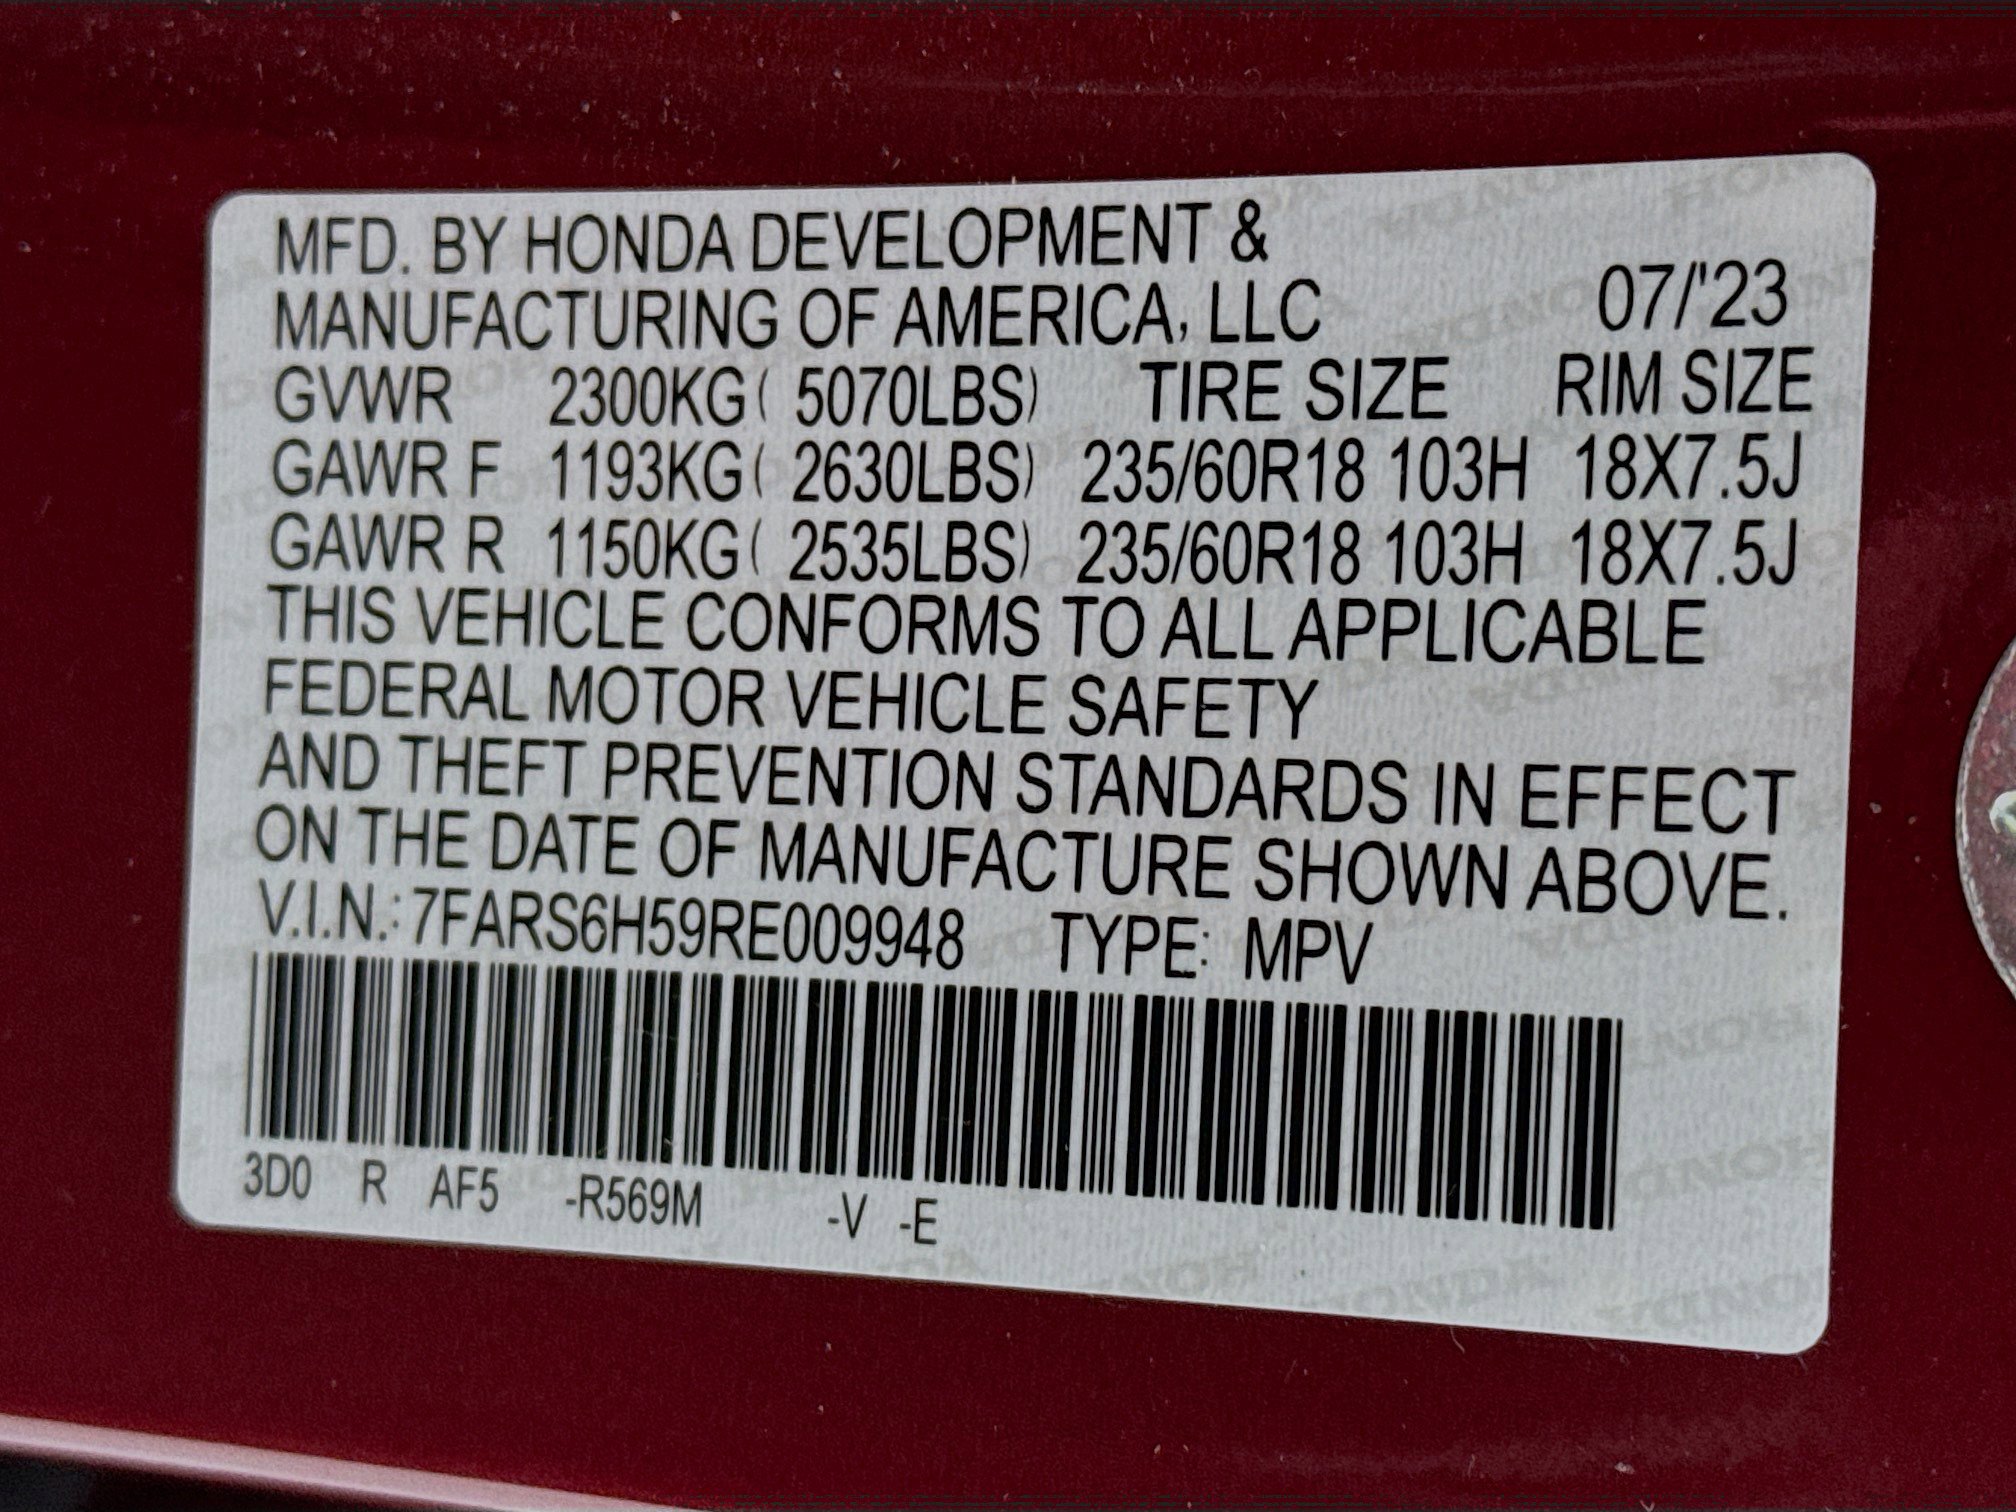 MFD. BY HONDA DEVELOPMENT &
MANUFACTURING OF AMERICA, LLC 07/'23
GVWR 2300KG( 5070LBS) TIRE SIZE RIM SIZE
GAWR F 1193KG( 2630LBS) 235/60R18 103H 18X7.5J
GAWR R 1150KG( 2535LBS) 235/60R18 103H 18X7.5J
THIS VEHICLE CONFORMS TO ALL APPLICABLE
FEDERAL MOTOR VEHICLE SAFETY
AND THEFT PREVENTION STANDARDS IN EFFECT
ON THE DATE OF MANUFACTURE SHOWN ABOVE.
V.I.N.: 7FARS6H59RE009948 TYPE: MPV
3D0 R AF5 -R569M -V -E